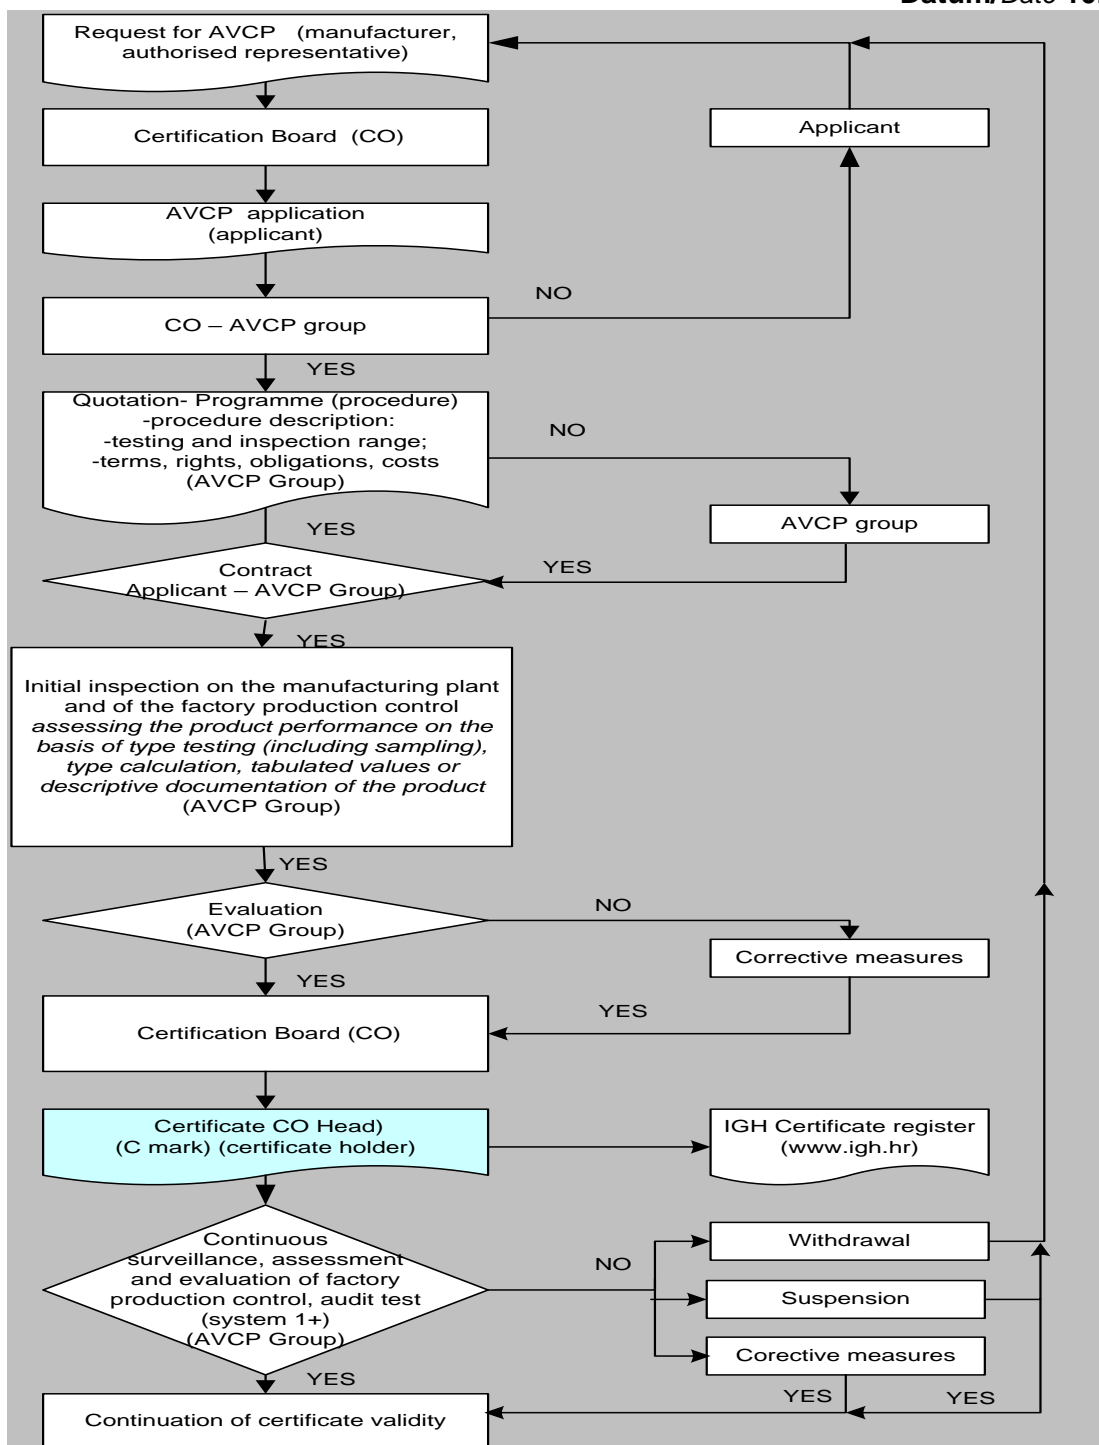 Datum/Date
Request for AVCP (manufacturer,
authorised representative)
Certification Board (CO)
Applicant
AVCP application
(applicant)
NO
CO – AVCP group
YES
Quotation- Programme (procedure)
-procedure description:
-testing and inspection range;
-terms, rights, obligations, costs
(AVCP Group)
NO
AVCP group
YES
YES
Contract
Applicant – AVCP Group)
YES
Initial inspection on the manufacturing plant
and of the factory production control
assessing the product performance on the
basis of type testing (including sampling),
type calculation, tabulated values or
descriptive documentation of the product
(AVCP Group)
YES
Evaluation
(AVCP Group)
NO
Corrective measures
YES
YES
Certification Board (CO)
Certificate CO Head)
(C mark) (certificate holder)
IGH Certificate register
(www.igh.hr)
Continuous
surveillance, assessment
and evaluation of factory
production control, audit test
(system 1+)
(AVCP Group)
NO
Withdrawal
Suspension
Corective measures
YES
YES
YES
Continuation of certificate validity